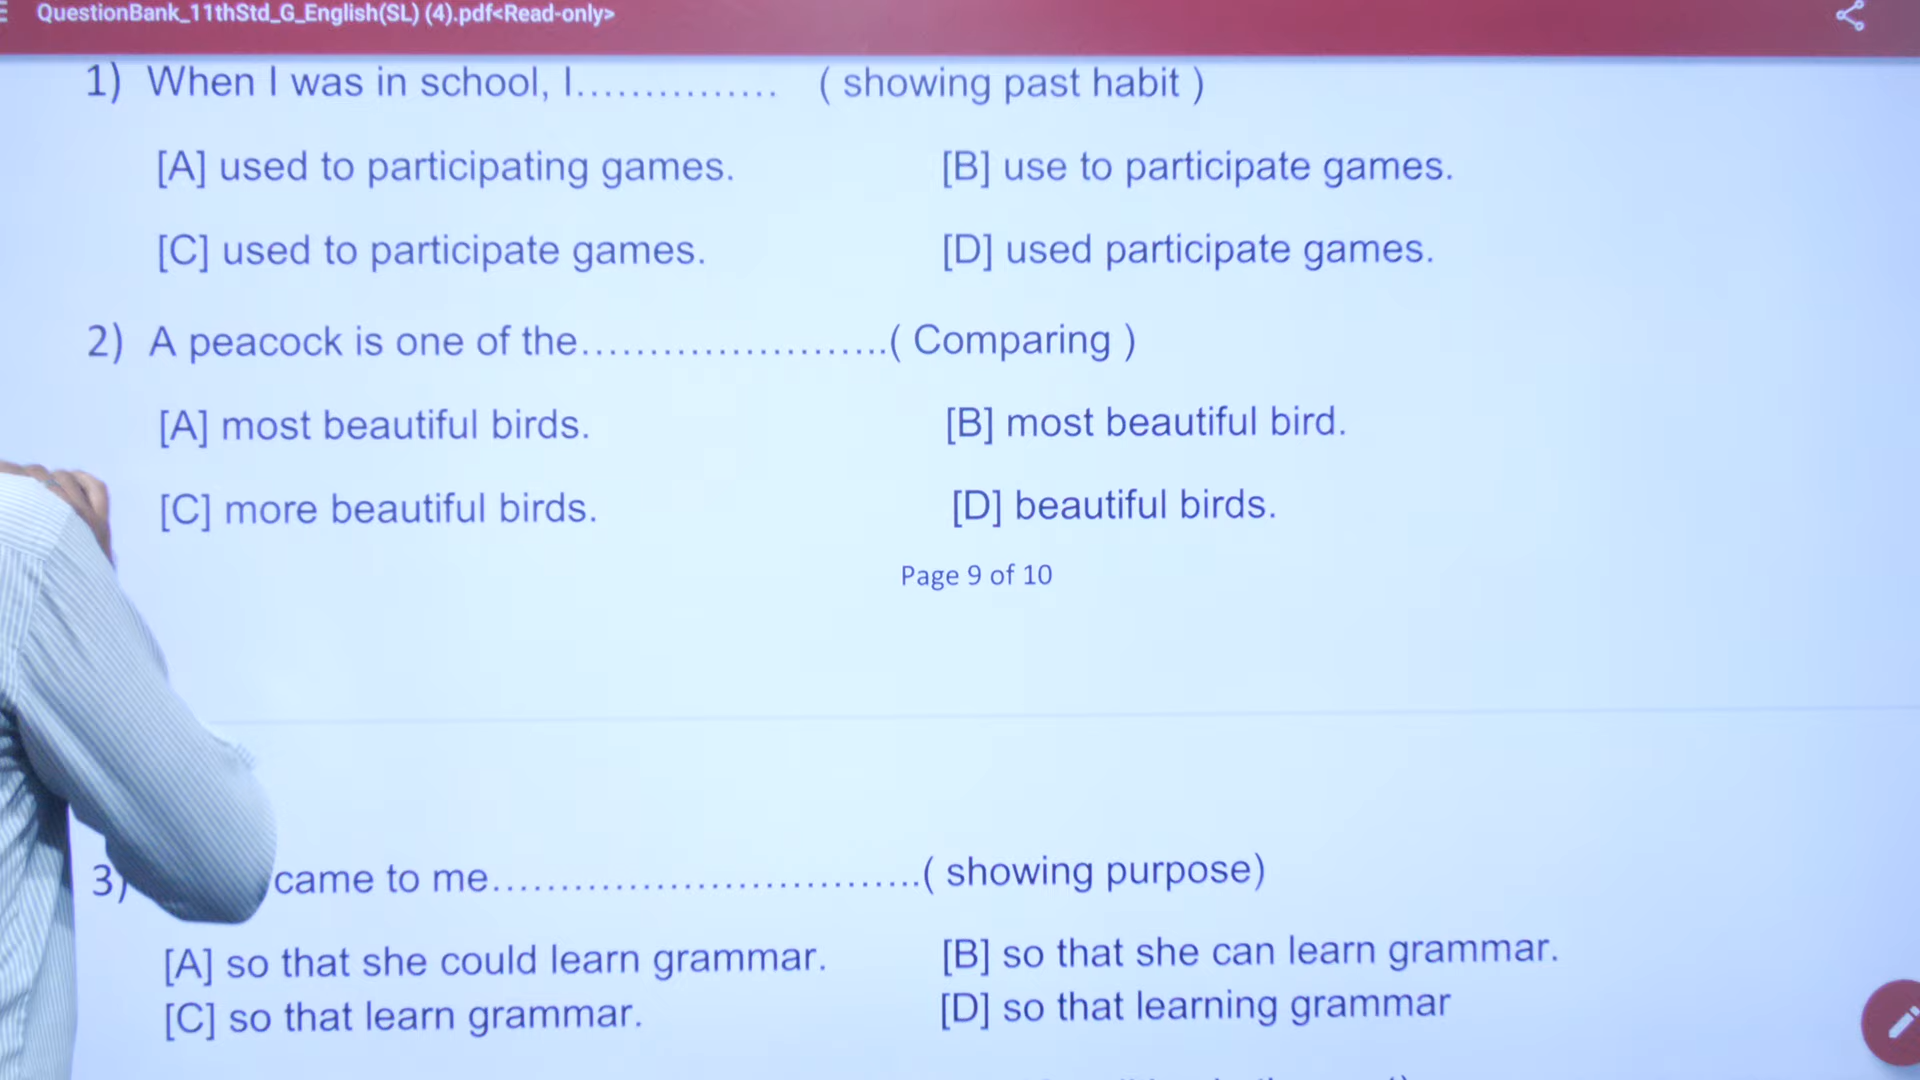 QuestionBank_11thStd_G_English(SL) (4).pdf<Read-only>
1) When I was in school, I............... ( showing past habit )
[A] used to participating games. [B] use to participate games.
[C] used to participate games. [D] used participate games.
2) A peacock is one of the.......................( Comparing )
[A] most beautiful birds. [B] most beautiful bird.
[C] more beautiful birds. [D] beautiful birds.
Page 9 of 10
3) came to me................................( showing purpose)
[A] so that she could learn grammar. [B] so that she can learn grammar.
[C] so that learn grammar. [D] so that learning grammar